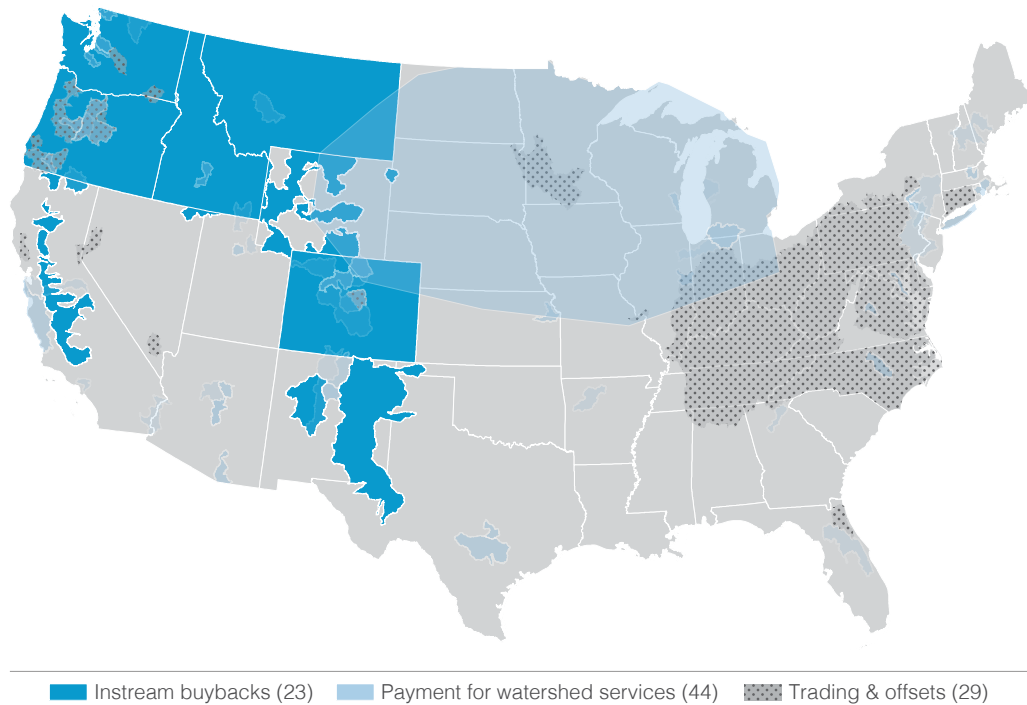 Instream buybacks (23) Payment for watershed services (44) Trading & offsets (29)